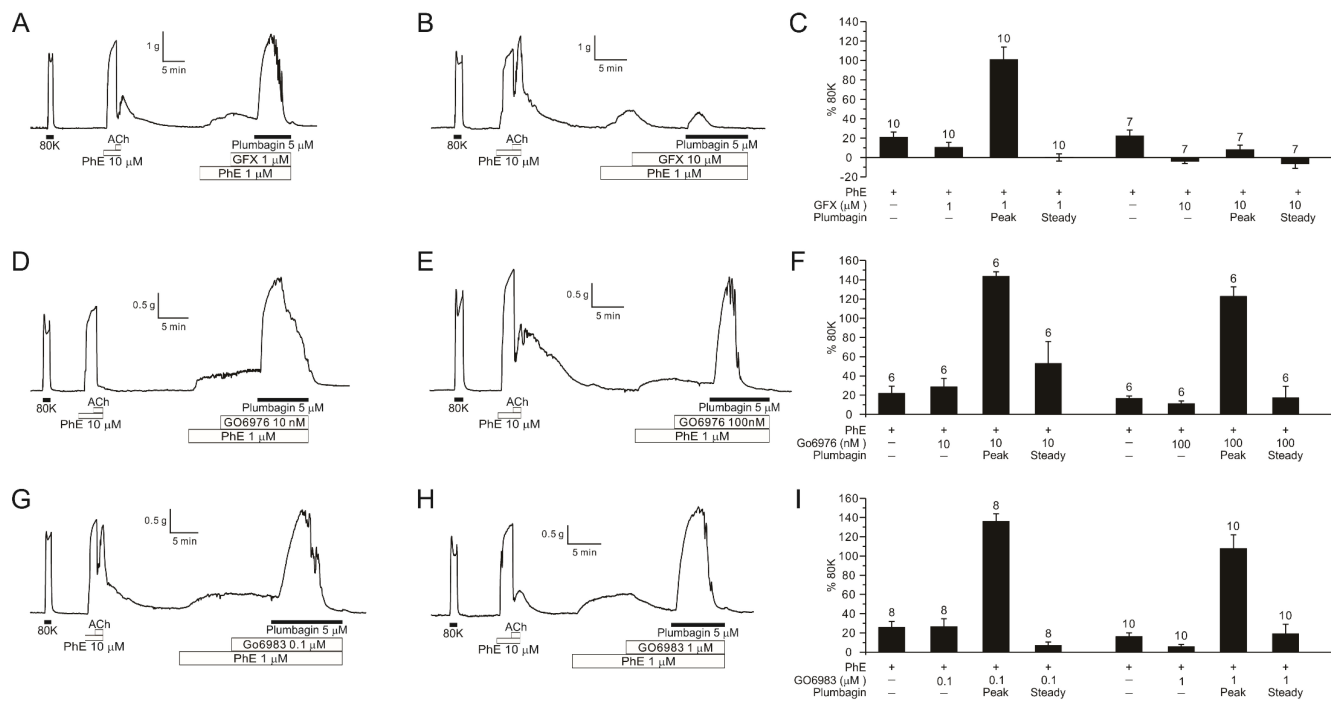 A
1 g
5 min
80K
ACh
PhE 10 μM
Plumbagin 5 μM
GFX 1 μM
PhE 1 μM
B
1 g
5 min
80K
ACh
PhE 10 μM
Plumbagin 5 μM
GFX 10 μM
PhE 1 μM
C
% 80K
140
120
100
80
60
40
20
0
-20
10 10 10 10 7 7 7 7
PhE + + + + + + + +
GFX (μM) – 1 1 1 – 10 10 10
Plumbagin – – Peak Steady – – Peak Steady
D
0.5 g
5 min
80K
ACh
PhE 10 μM
Plumbagin 5 μM
GO6976 10 nM
PhE 1 μM
E
0.5 g
5 min
80K
ACh
PhE 10 μM
Plumbagin 5 μM
GO6976 100nM
PhE 1 μM
F
% 80K
160
140
120
100
80
60
40
20
0
6 6 6 6 6 6 6 6
PhE + + + + + + + +
Go6976 (nM) – 10 10 10 – 100 100 100
Plumbagin – – Peak Steady – – Peak Steady
G
0.5 g
5 min
80K
ACh
PhE 10 μM
Plumbagin 5 μM
Go6983 0.1 μM
PhE 1 μM
H
0.5 g
5 min
80K
ACh
PhE 10 μM
Plumbagin 5 μM
GO6983 1 μM
PhE 1 μM
I
% 80K
160
140
120
100
80
60
40
20
0
8 8 8 8 10 10 10 10
PhE + + + + + + + +
GO6983 (μM) – 0.1 0.1 0.1 – 1 1 1
Plumbagin – – Peak Steady – – Peak Steady